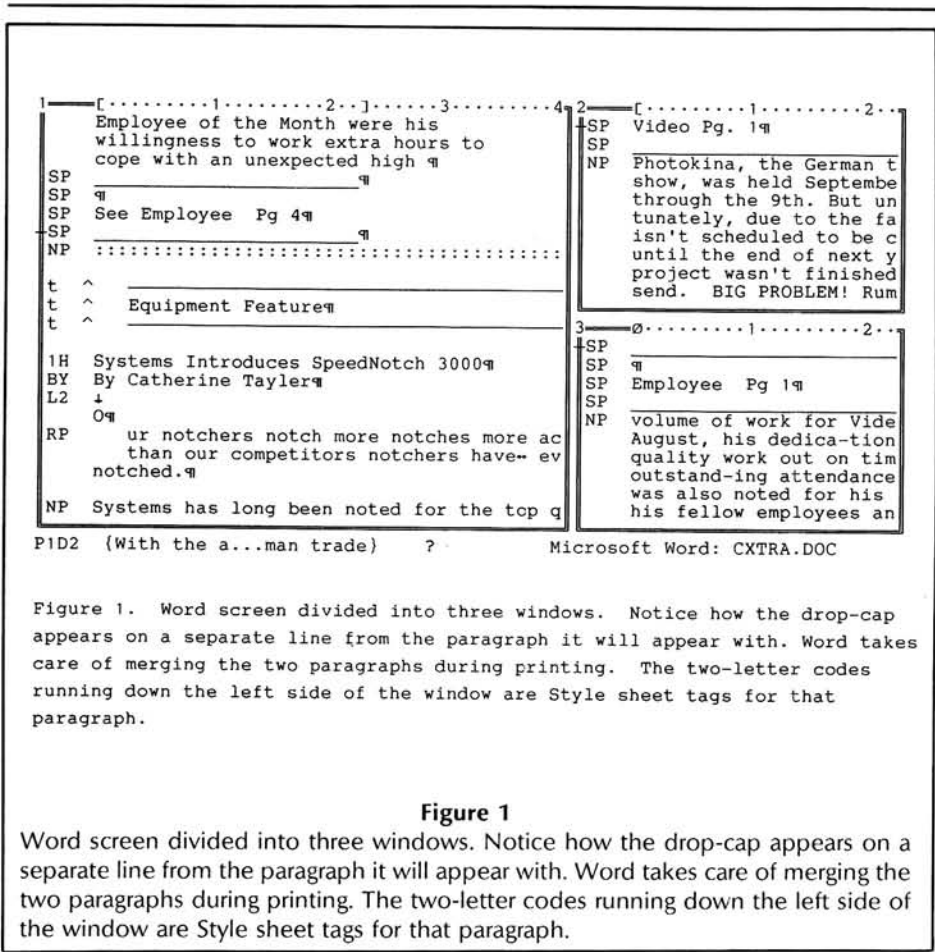 1═══[·········1·········2··]······3·········4
Employee of the Month were his
willingness to work extra hours to
cope with an unexpected high ¶
SP ________________________¶
SP ¶
SP See Employee  Pg 4¶
SP ________________________¶
NP ::::::::::::::::::::::::::::::::::::::::::
t ^ ________________________
t ^ Equipment Feature¶
t ^ ________________________
1H Systems Introduces SpeedNotch 3000¶
BY By Catherine Tayler¶
L2 ↓
O¶
RP ur notchers notch more notches more ac
than our competitors notchers have-- ev
notched.¶
NP Systems has long been noted for the top q
2═══[·········1·········2··
SP Video Pg. 1¶
SP ________________________
NP Photokina, the German t
show, was held Septembe
through the 9th. But un
tunately, due to the fa
isn't scheduled to be c
until the end of next y
project wasn't finished
send.  BIG PROBLEM! Rum
3═══Ø·········1·········2··
SP ________________________
SP ¶
SP Employee  Pg 1¶
SP ________________________
NP volume of work for Vide
August, his dedica-tion
quality work out on tim
outstand-ing attendance
was also noted for his
his fellow employees an
P1D2  {With the a...man trade}    ?    Microsoft Word: CXTRA.DOC
Figure 1.  Word screen divided into three windows.  Notice how the drop-cap
appears on a separate line from the paragraph it will appear with. Word takes
care of merging the two paragraphs during printing.  The two-letter codes
running down the left side of the window are Style sheet tags for that
paragraph.
Figure 1
Word screen divided into three windows. Notice how the drop-cap appears on a
separate line from the paragraph it will appear with. Word takes care of merging the
two paragraphs during printing. The two-letter codes running down the left side of
the window are Style sheet tags for that paragraph.